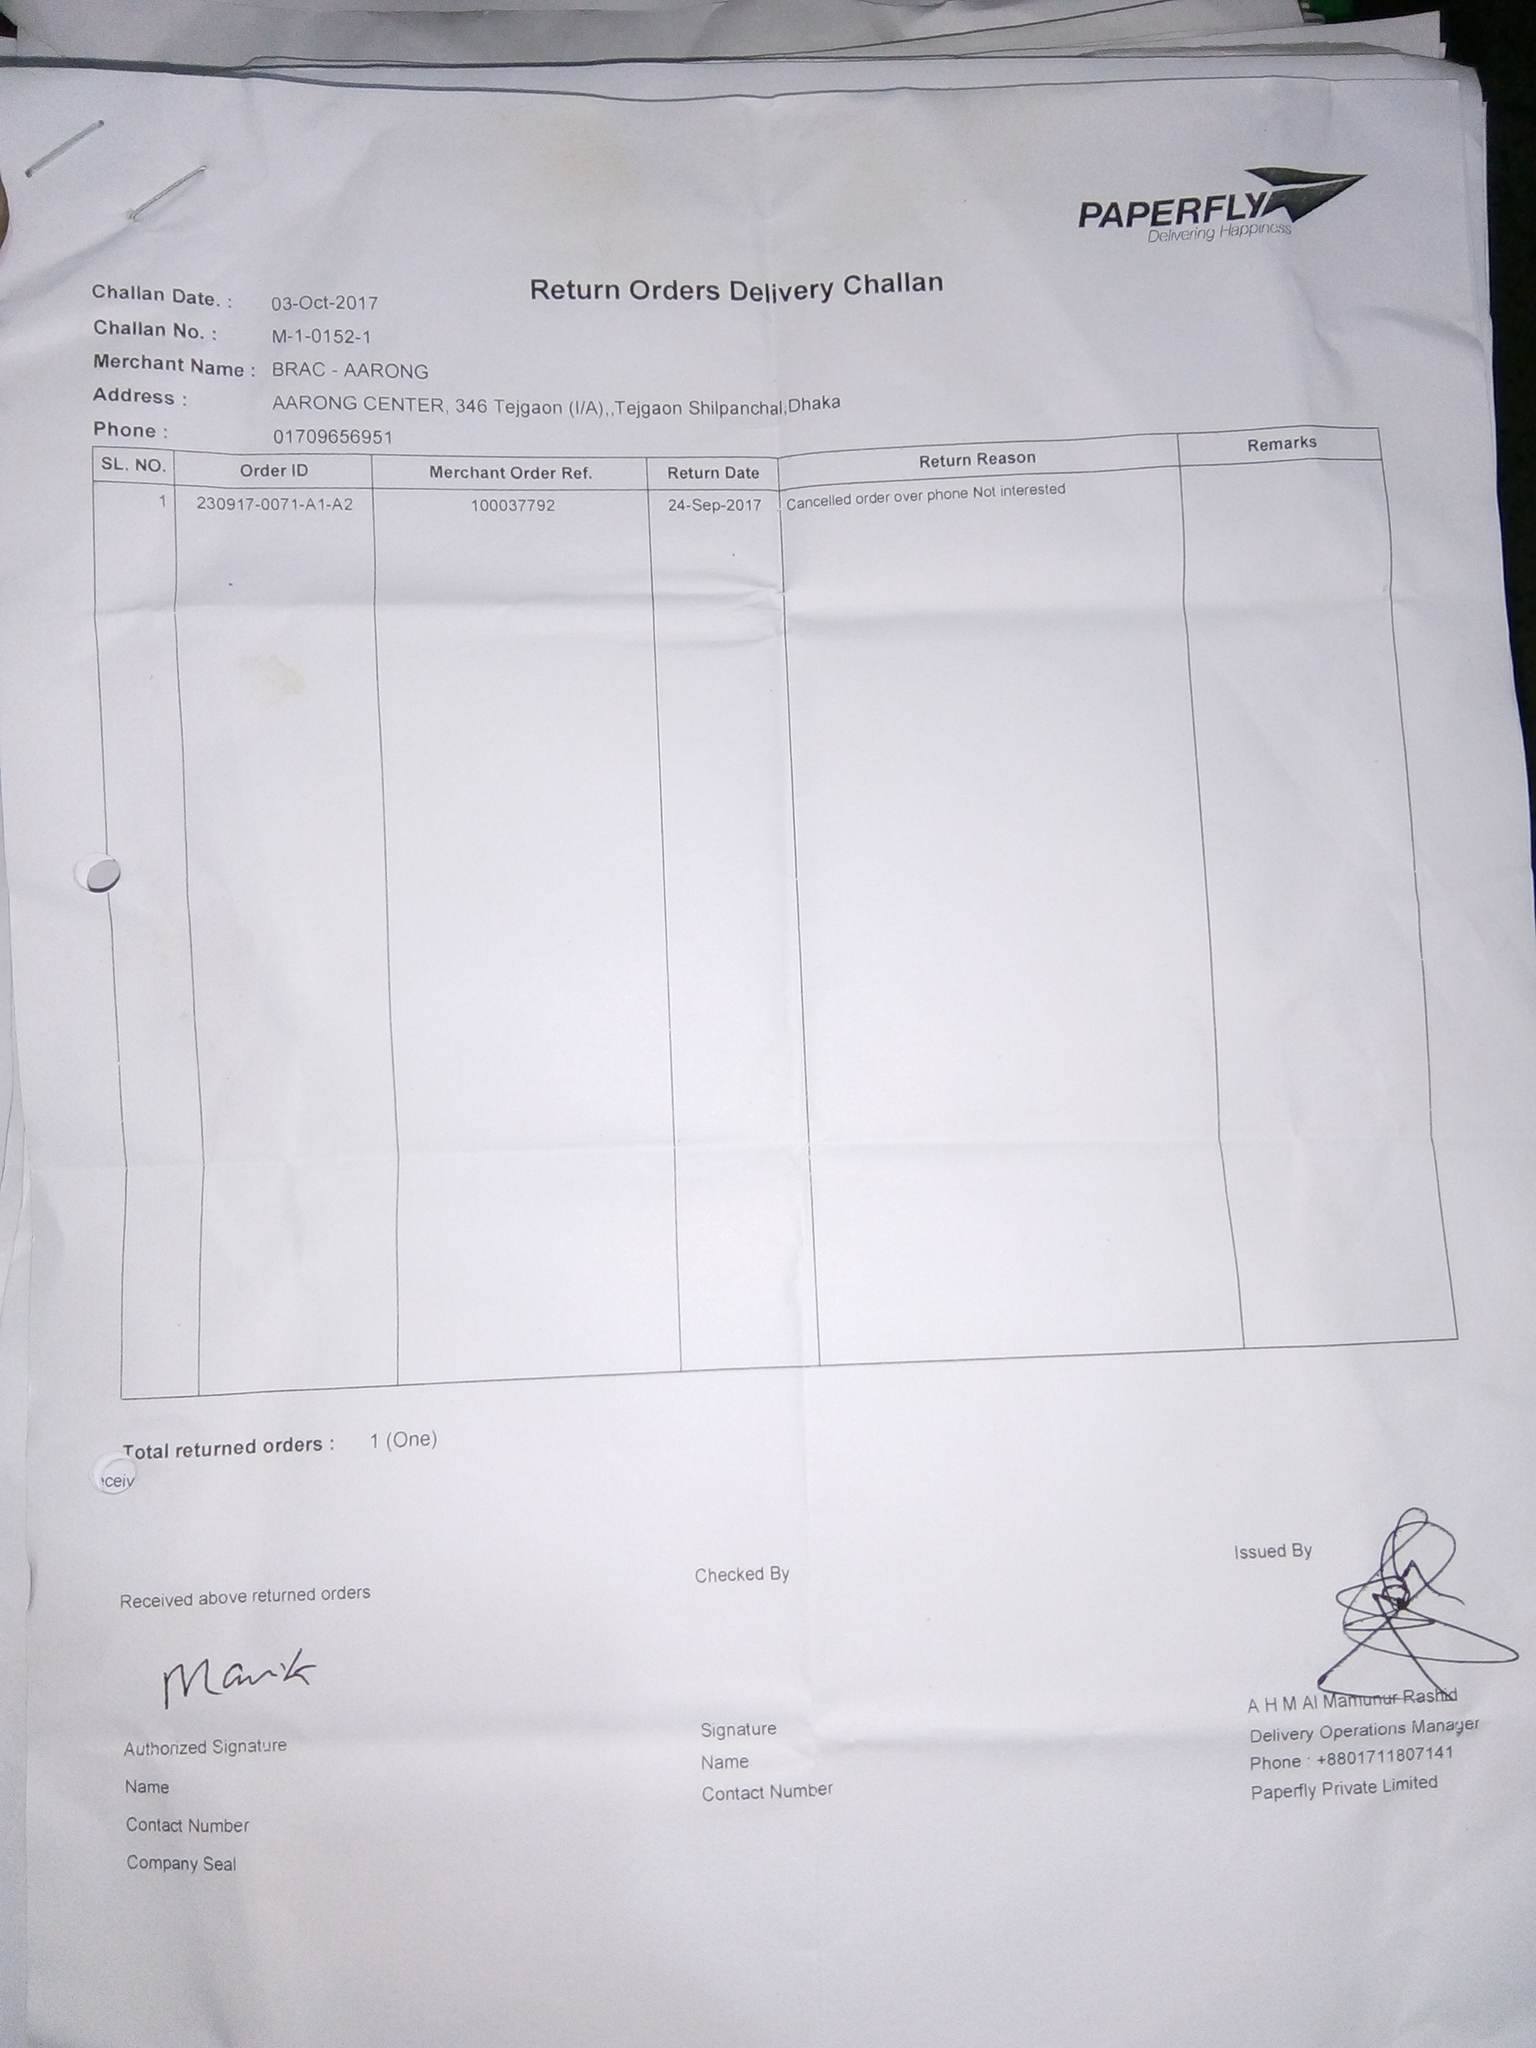 PAPERFLY
Delivering Happiness
Return Orders Delivery Challan
Challan Date. : 03-Oct-2017
Challan No. : M-1-0152-1
Merchant Name : BRAC - AARONG
Address : AARONG CENTER, 346 Tejgaon (I/A),,Tejgaon Shilpanchal,Dhaka
Phone : 01709656951
SL. NO. Order ID Merchant Order Ref. Return Date Return Reason Remarks
1 230917-0071-A1-A2 100037792 24-Sep-2017 Cancelled order over phone Not interested
Total returned orders : 1 (One)
ceiv
Received above returned orders Checked By Issued By
Authorized Signature
Name
Contact Number
Company Seal
Signature
Name
Contact Number
A H M Al Mamunur Rashid
Delivery Operations Manager
Phone : +8801711807141
Paperfly Private Limited